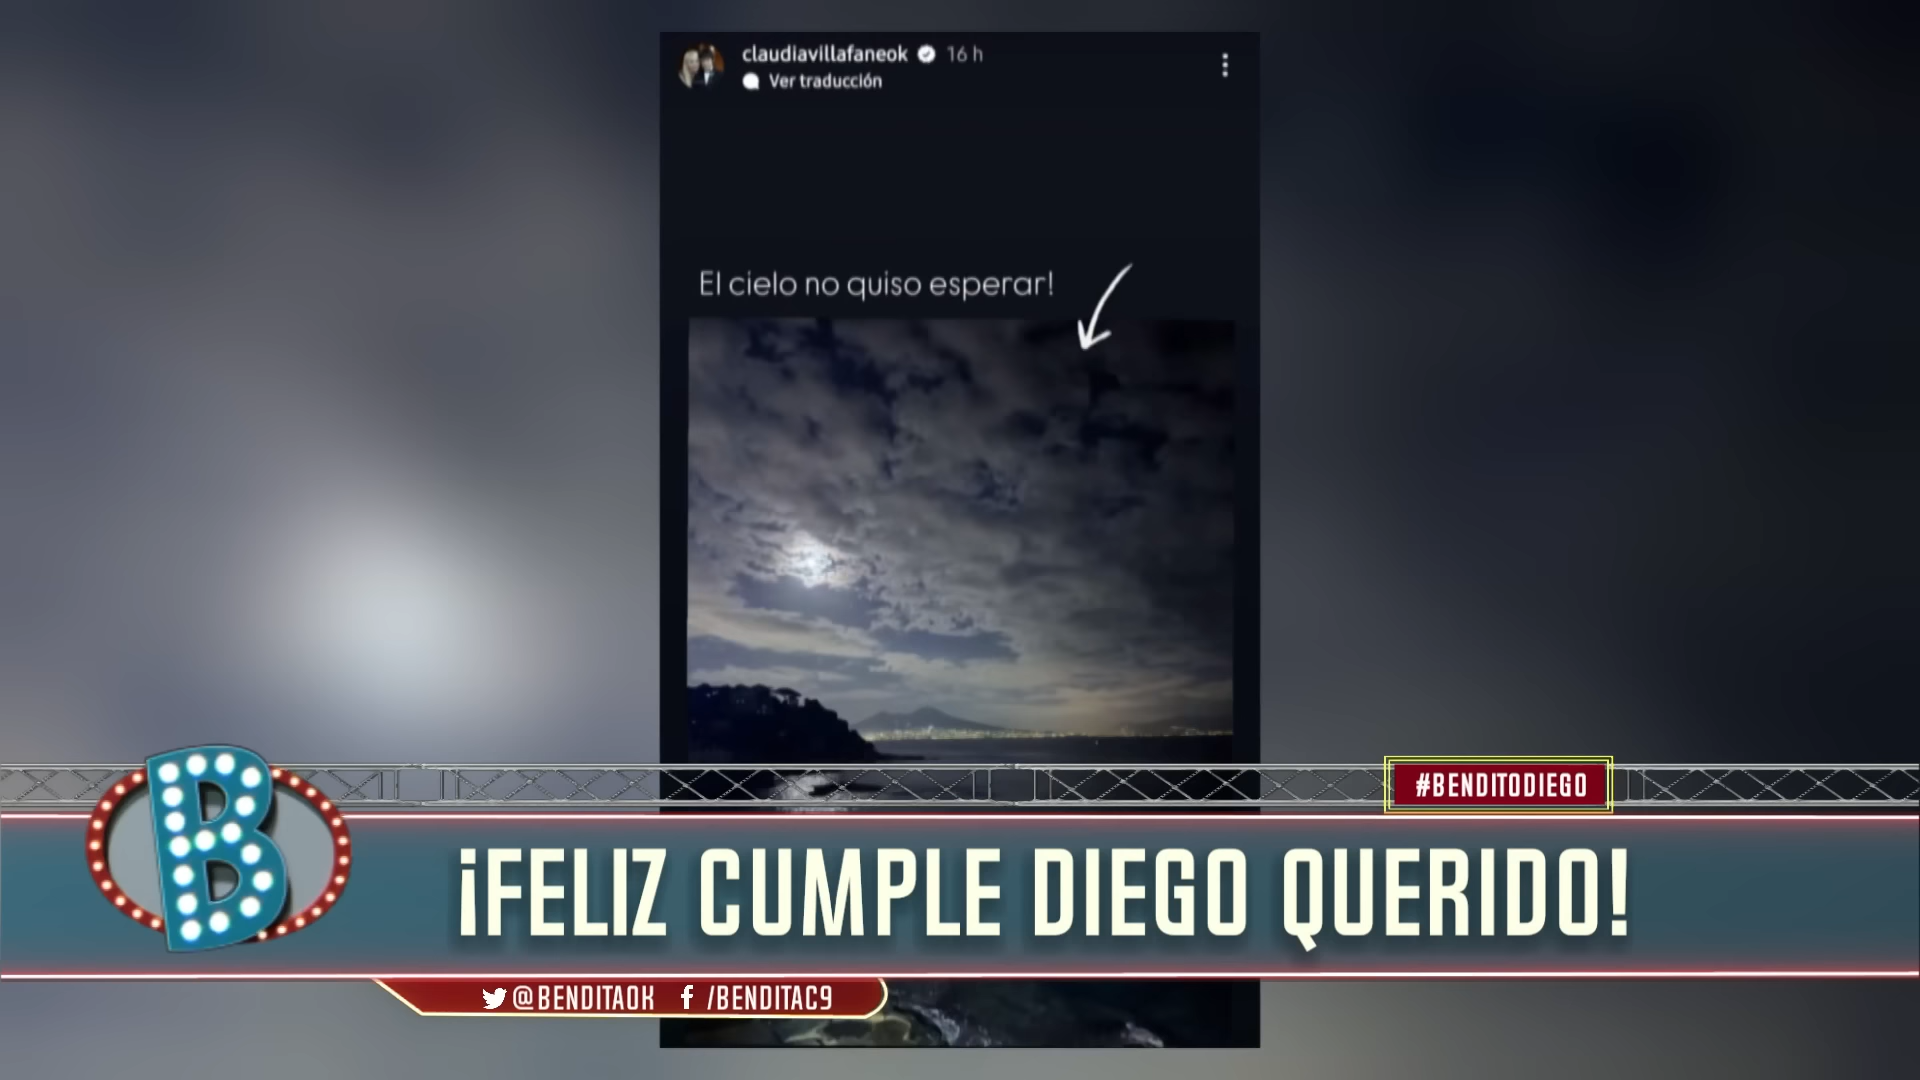 claudiavillafaneok 16 h
Ver traducción
El cielo no quiso esperar!
#BENDITODIEGO
B
¡FELIZ CUMPLE DIEGO QUERIDO!
@BENDITAOK f /BENDITAC9